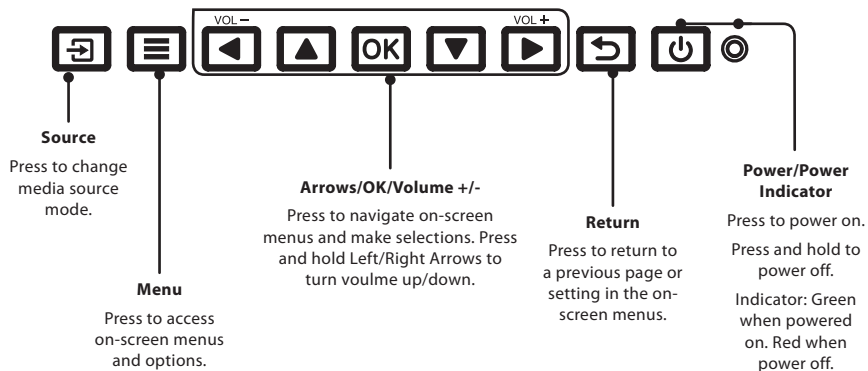 VOL –
VOL +
OK
Source
Press to change
media source
mode.
Menu
Press to access
on-screen menus
and options.
Arrows/OK/Volume +/-
Press to navigate on-screen
menus and make selections. Press
and hold Left/Right Arrows to
turn voulme up/down.
Return
Press to return to
a previous page or
setting in the on-
screen menus.
Power/Power
Indicator
Press to power on.
Press and hold to
power off.
Indicator: Green
when powered
on. Red when
power off.